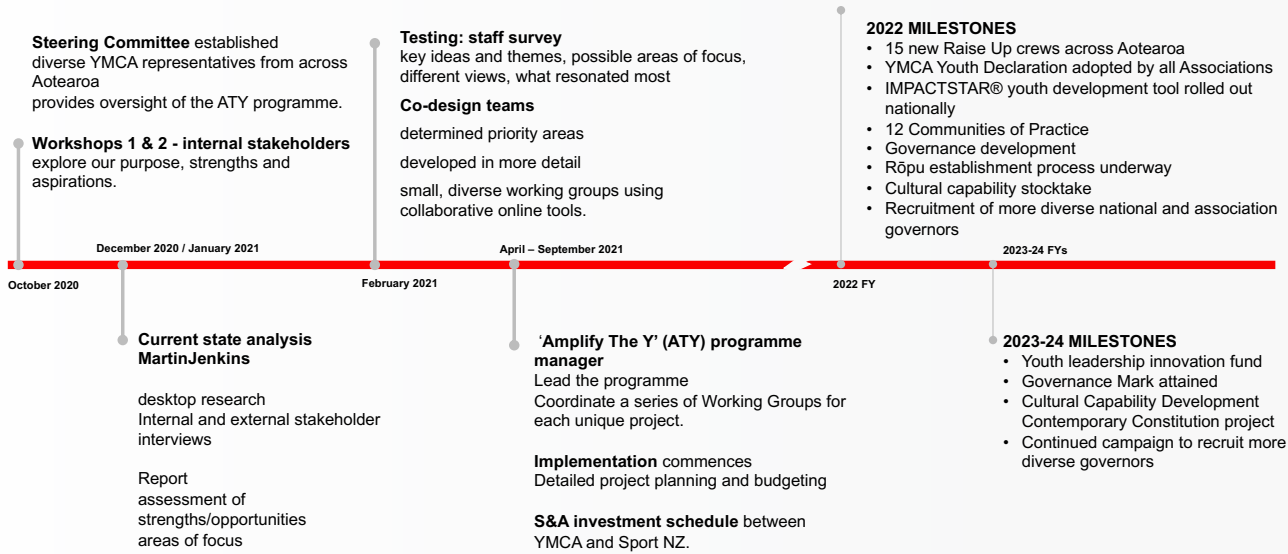 Steering Committee established
diverse YMCA representatives from across
Aotearoa
provides oversight of the ATY programme.
Workshops 1 & 2 - internal stakeholders
explore our purpose, strengths and
aspirations.
October 2020
December 2020 / January 2021
Current state analysis
MartinJenkins
desktop research
Internal and external stakeholder
interviews
Report
assessment of
strengths/opportunities
areas of focus
Testing: staff survey
key ideas and themes, possible areas of focus,
different views, what resonated most
Co-design teams
determined priority areas
developed in more detail
small, diverse working groups using
collaborative online tools.
February 2021
April – September 2021
‘Amplify The Y’ (ATY) programme
manager
Lead the programme
Coordinate a series of Working Groups for
each unique project.
Implementation commences
Detailed project planning and budgeting
S&A investment schedule between
YMCA and Sport NZ.
2022 MILESTONES
• 15 new Raise Up crews across Aotearoa
• YMCA Youth Declaration adopted by all Associations
• IMPACTSTAR® youth development tool rolled out
nationally
• 12 Communities of Practice
• Governance development
• Rōpu establishment process underway
• Cultural capability stocktake
• Recruitment of more diverse national and association
governors
2022 FY
2023-24 FYs
2023-24 MILESTONES
• Youth leadership innovation fund
• Governance Mark attained
• Cultural Capability Development
Contemporary Constitution project
• Continued campaign to recruit more
diverse governors